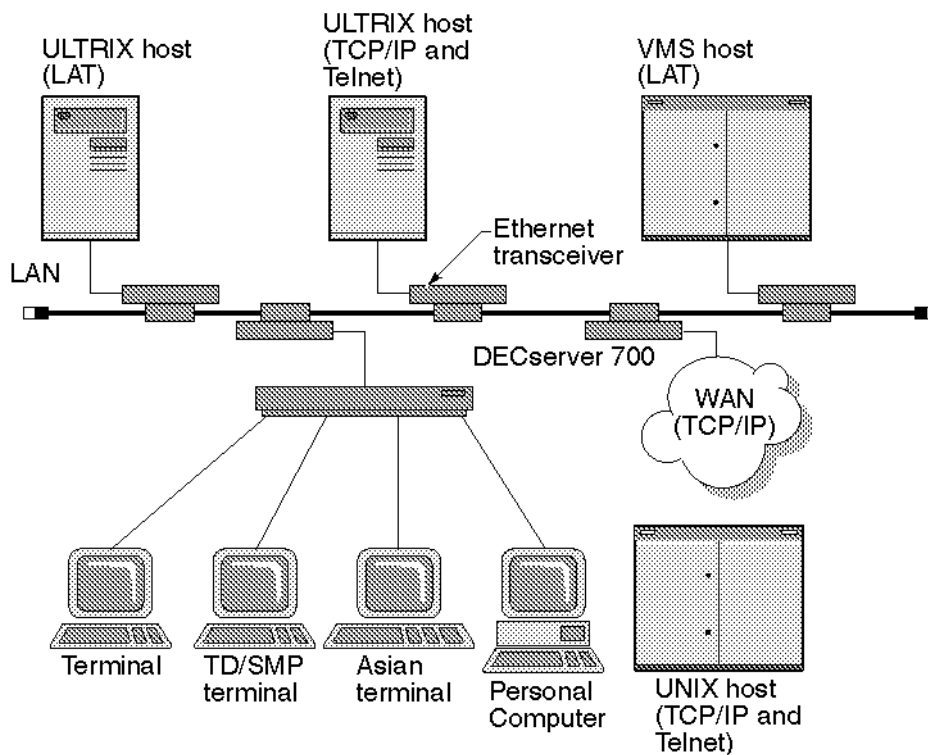 ULTRIX host
(LAT)
ULTRIX host
(TCP/IP and
Telnet)
VMS host
(LAT)
Ethernet
transceiver
LAN
DECserver 700
WAN
(TCP/IP)
Terminal
TD/SMP
terminal
Asian
terminal
Personal
Computer
UNIX host
(TCP/IP and
Telnet)